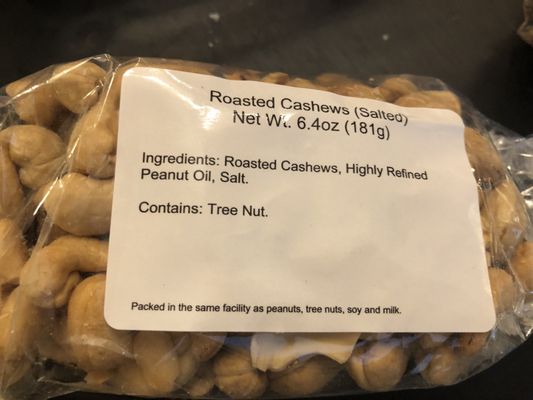 Roasted Cashews (Salted)
Net Wt. 6.4oz (181g)
Ingredients: Roasted Cashews, Highly Refined
Peanut Oil, Salt.
Contains: Tree Nut.
Packed in the same facility as peanuts, tree nuts, soy and milk.